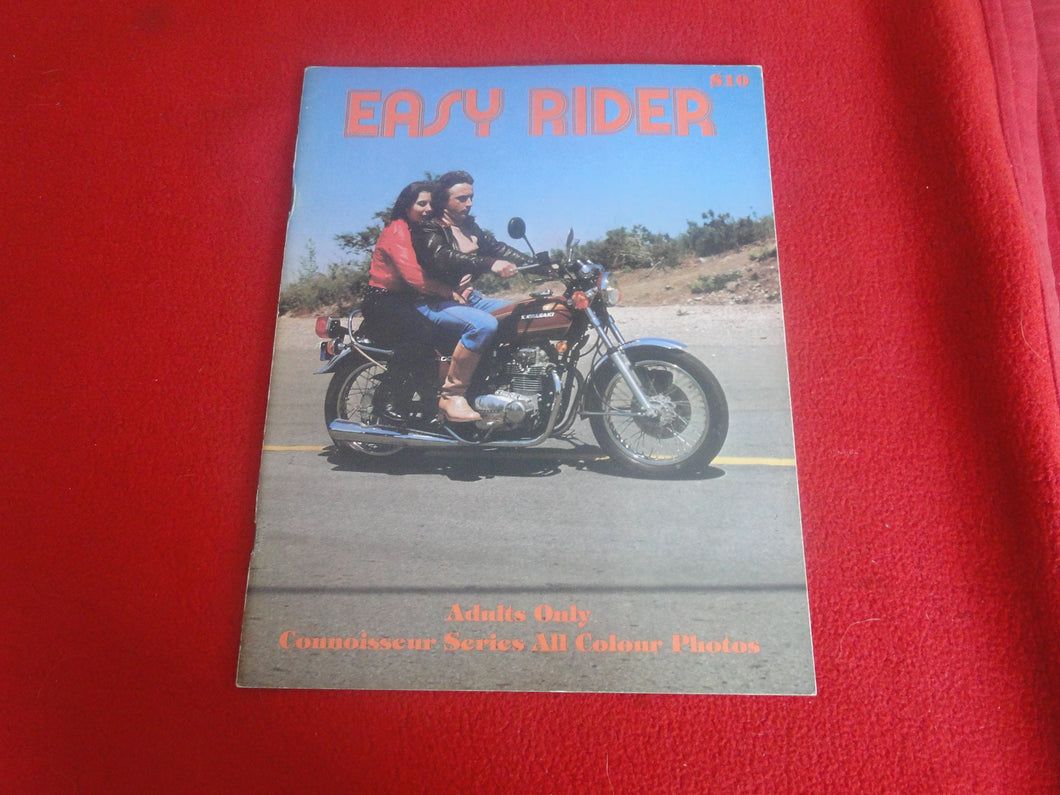 $10
EASY RIDER
KAWASAKI
Adults Only
Connoisseur Series All Colour Photos